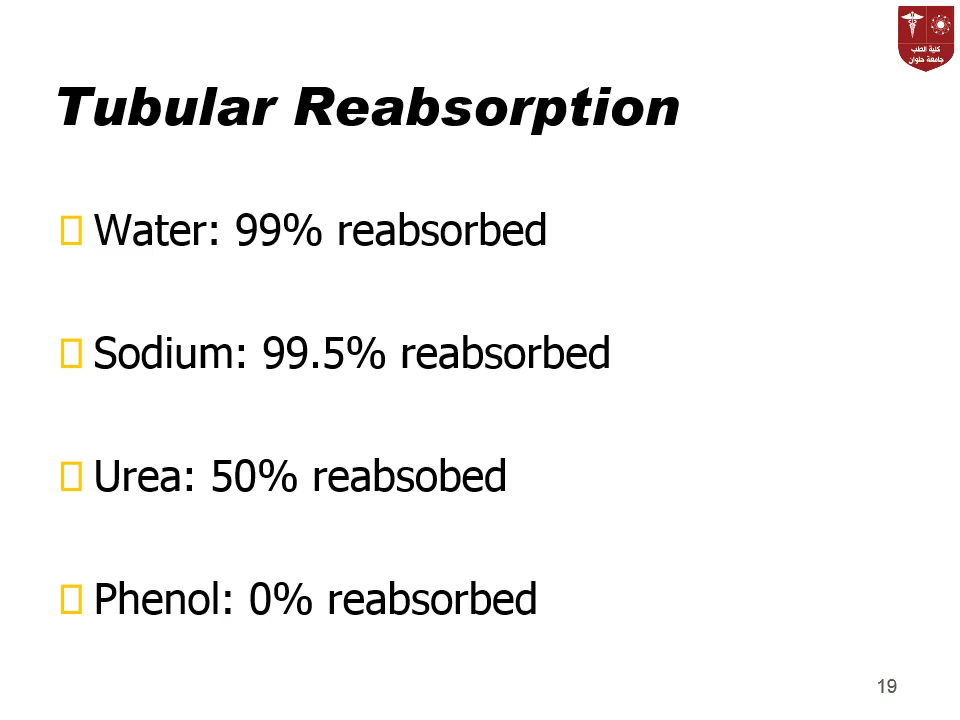 كلية الطب
جامعة حلوان
Tubular Reabsorption
Water: 99% reabsorbed
Sodium: 99.5% reabsorbed
Urea: 50% reabsobed
Phenol: 0% reabsorbed
19